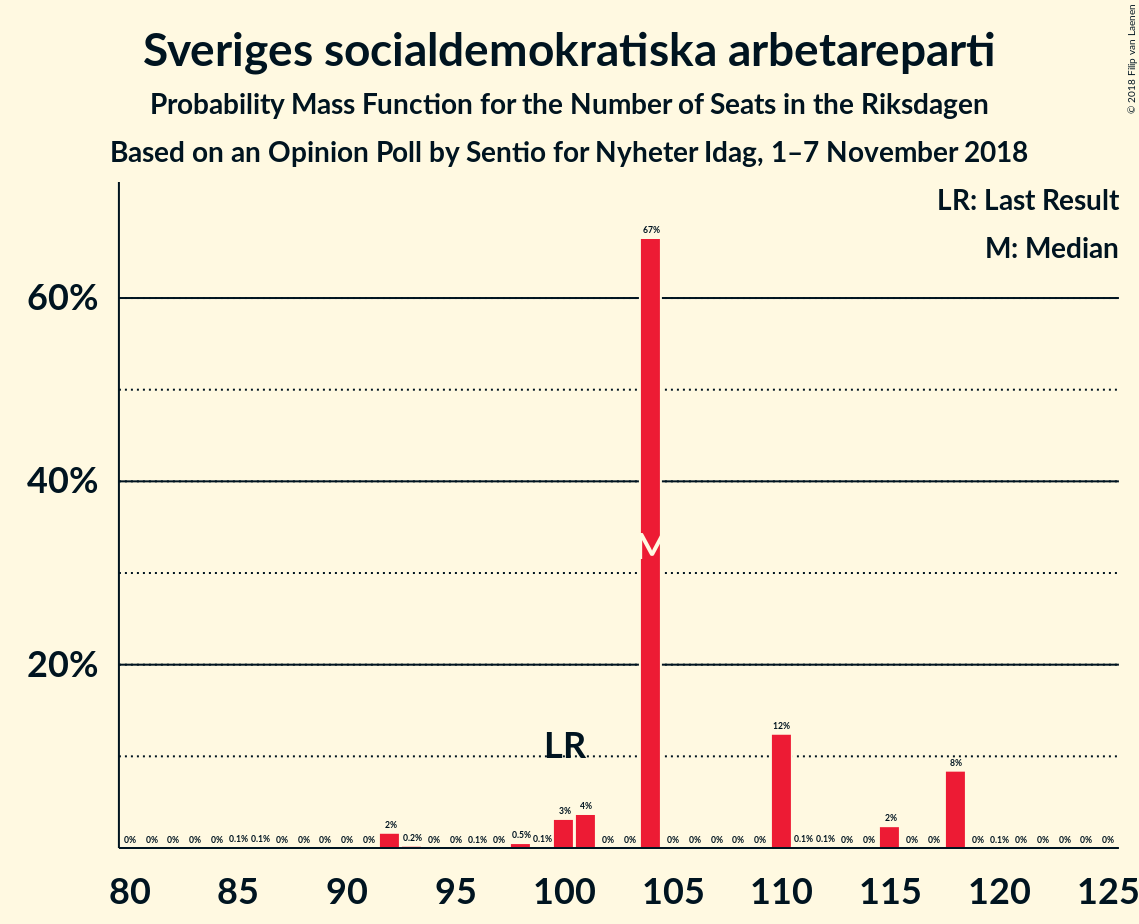 Sveriges socialdemokratiska arbetareparti
Probability Mass Function for the Number of Seats in the Riksdagen
Based on an Opinion Poll by Sentio for Nyheter Idag, 1–7 November 2018
© 2018 Filip van Laenen
LR: Last Result
M: Median
60%
40%
20%
67%
M
LR
0% 0% 0% 0% 0% 0.1% 0.1% 0% 0% 0% 0% 0% 2% 0.2% 0% 0% 0.1% 0% 0.5% 0.1% 3% 4% 0% 0% 0% 0% 0% 0% 0% 12% 0.1% 0.1% 0% 0% 2% 0% 0% 8% 0% 0.1% 0% 0% 0% 0% 0%
80 85 90 95 100 105 110 115 120 125